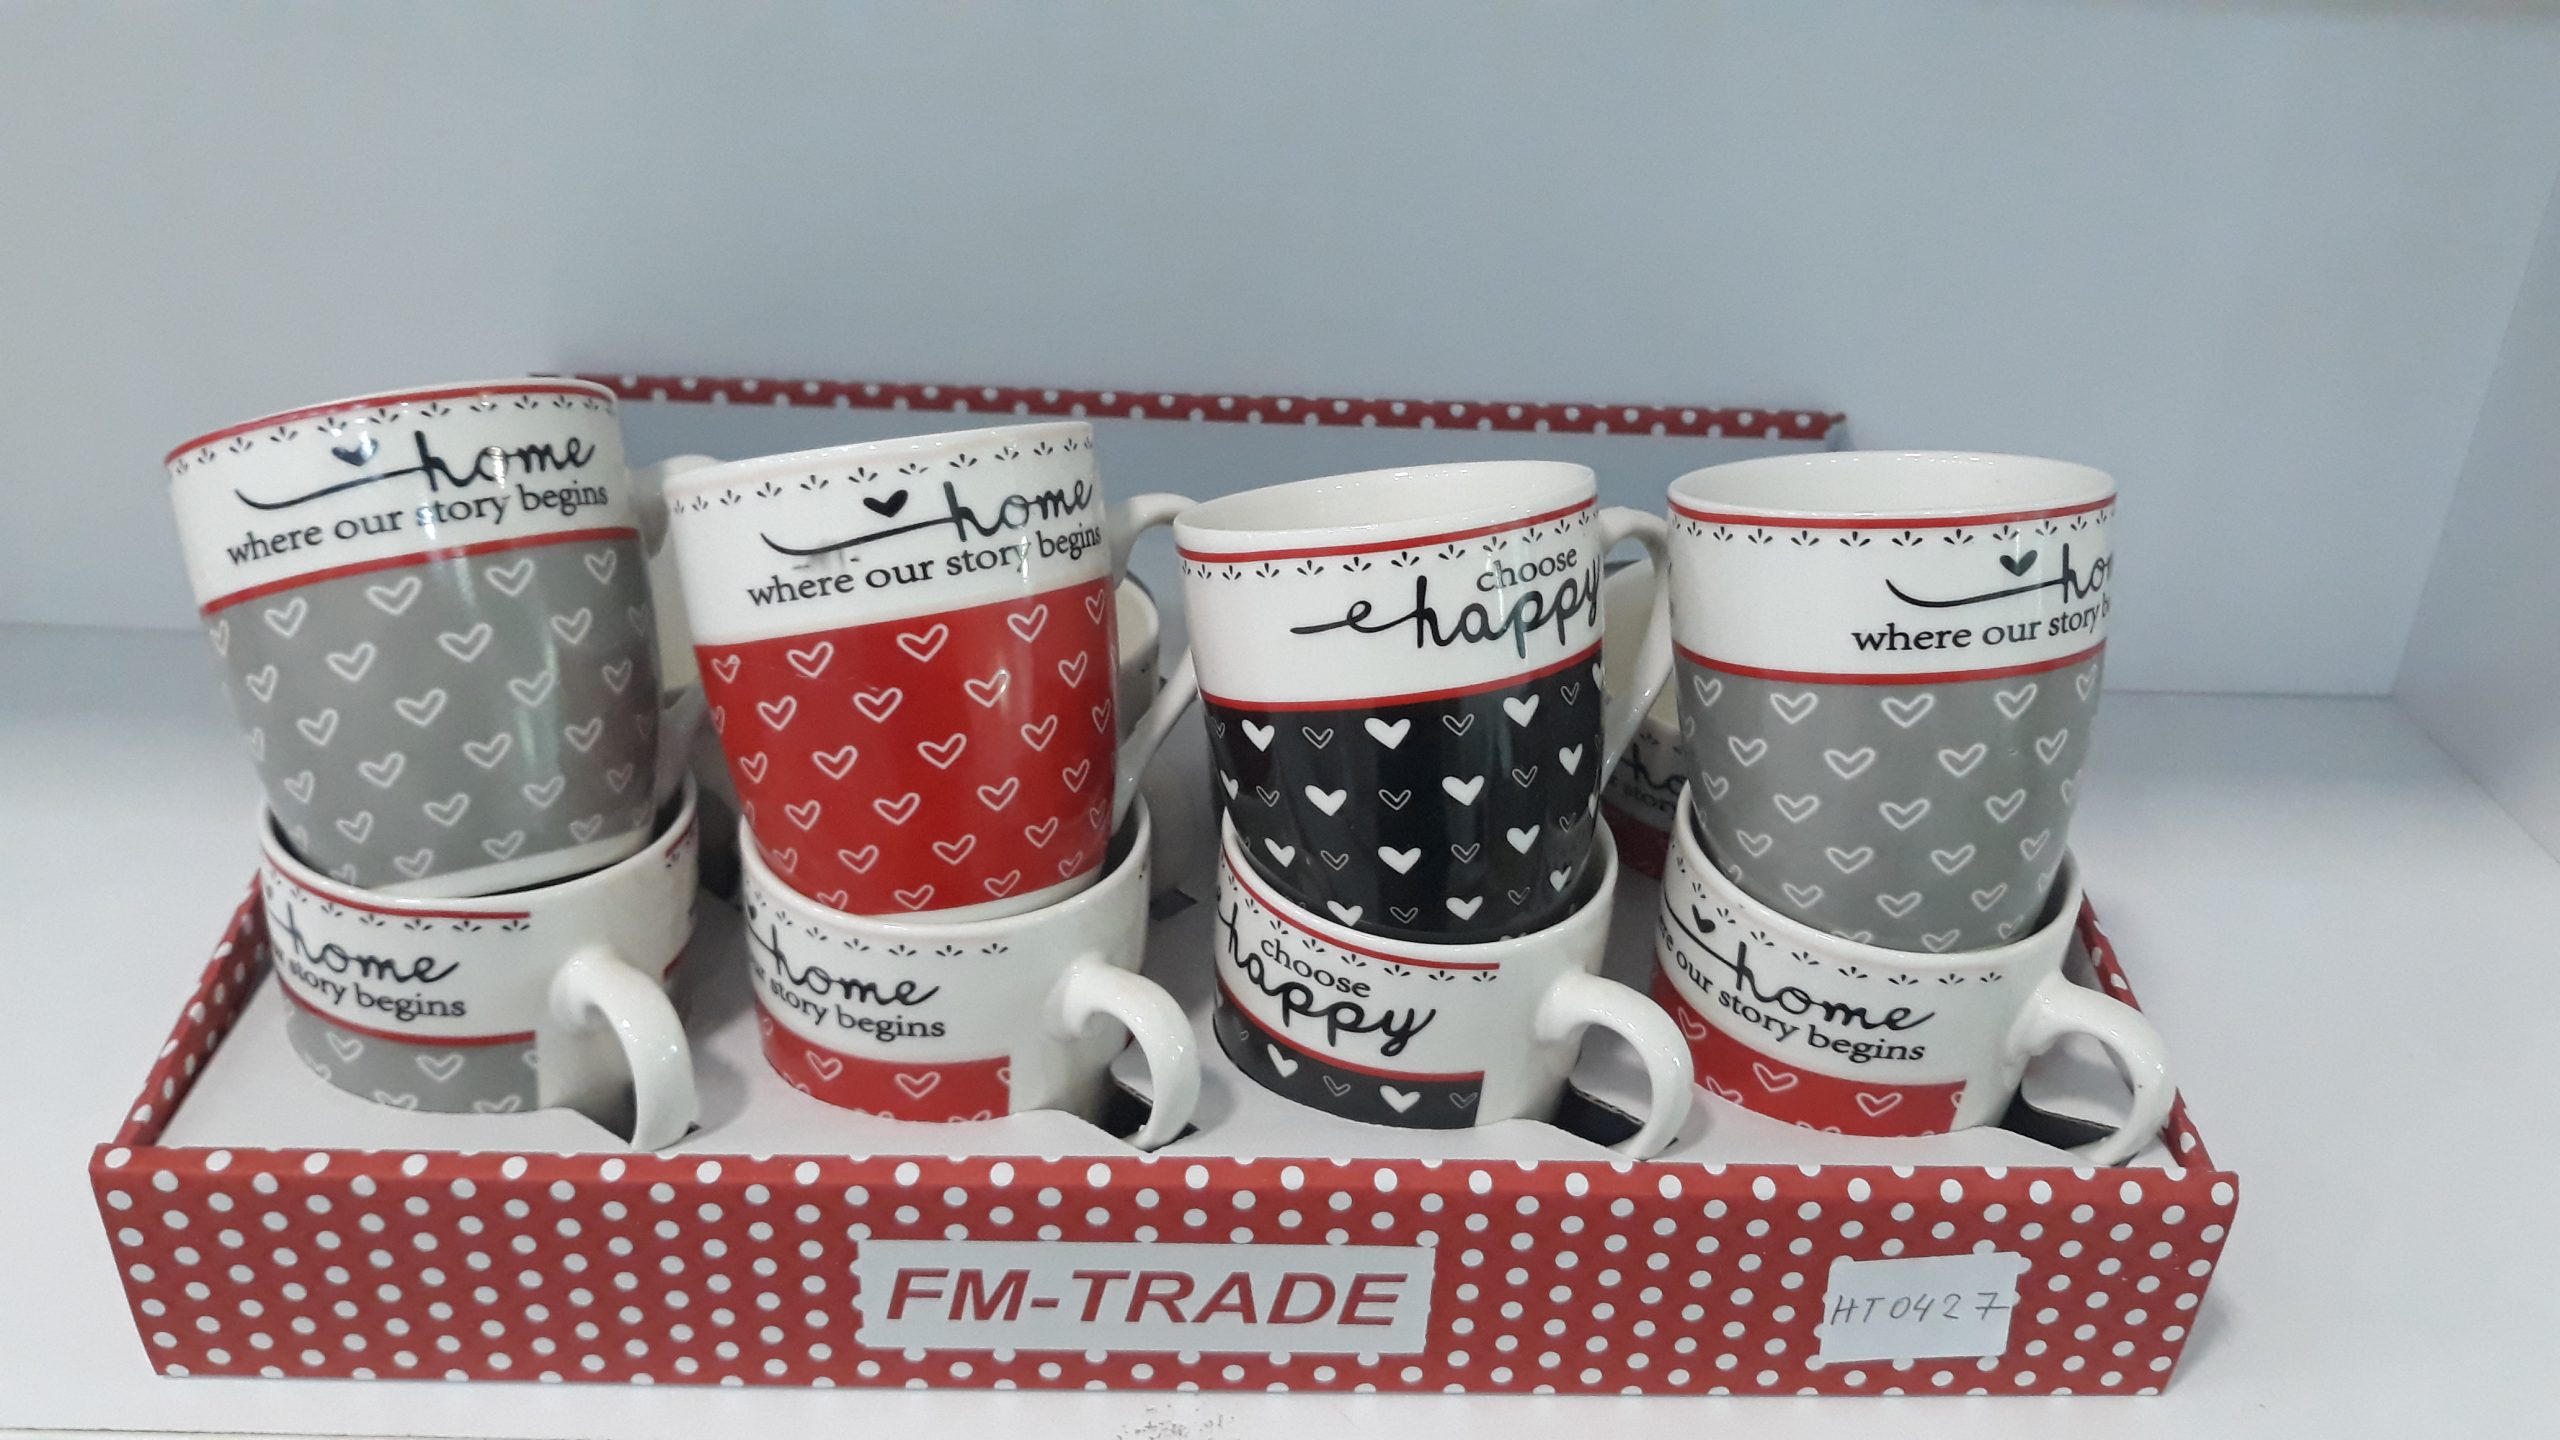 home
where our story begins
home
where our story begins
choose
happy
ho
where our story b
home
story begins
home
story begins
choose
happy
home
our story begins
FM-TRADE
HT0427